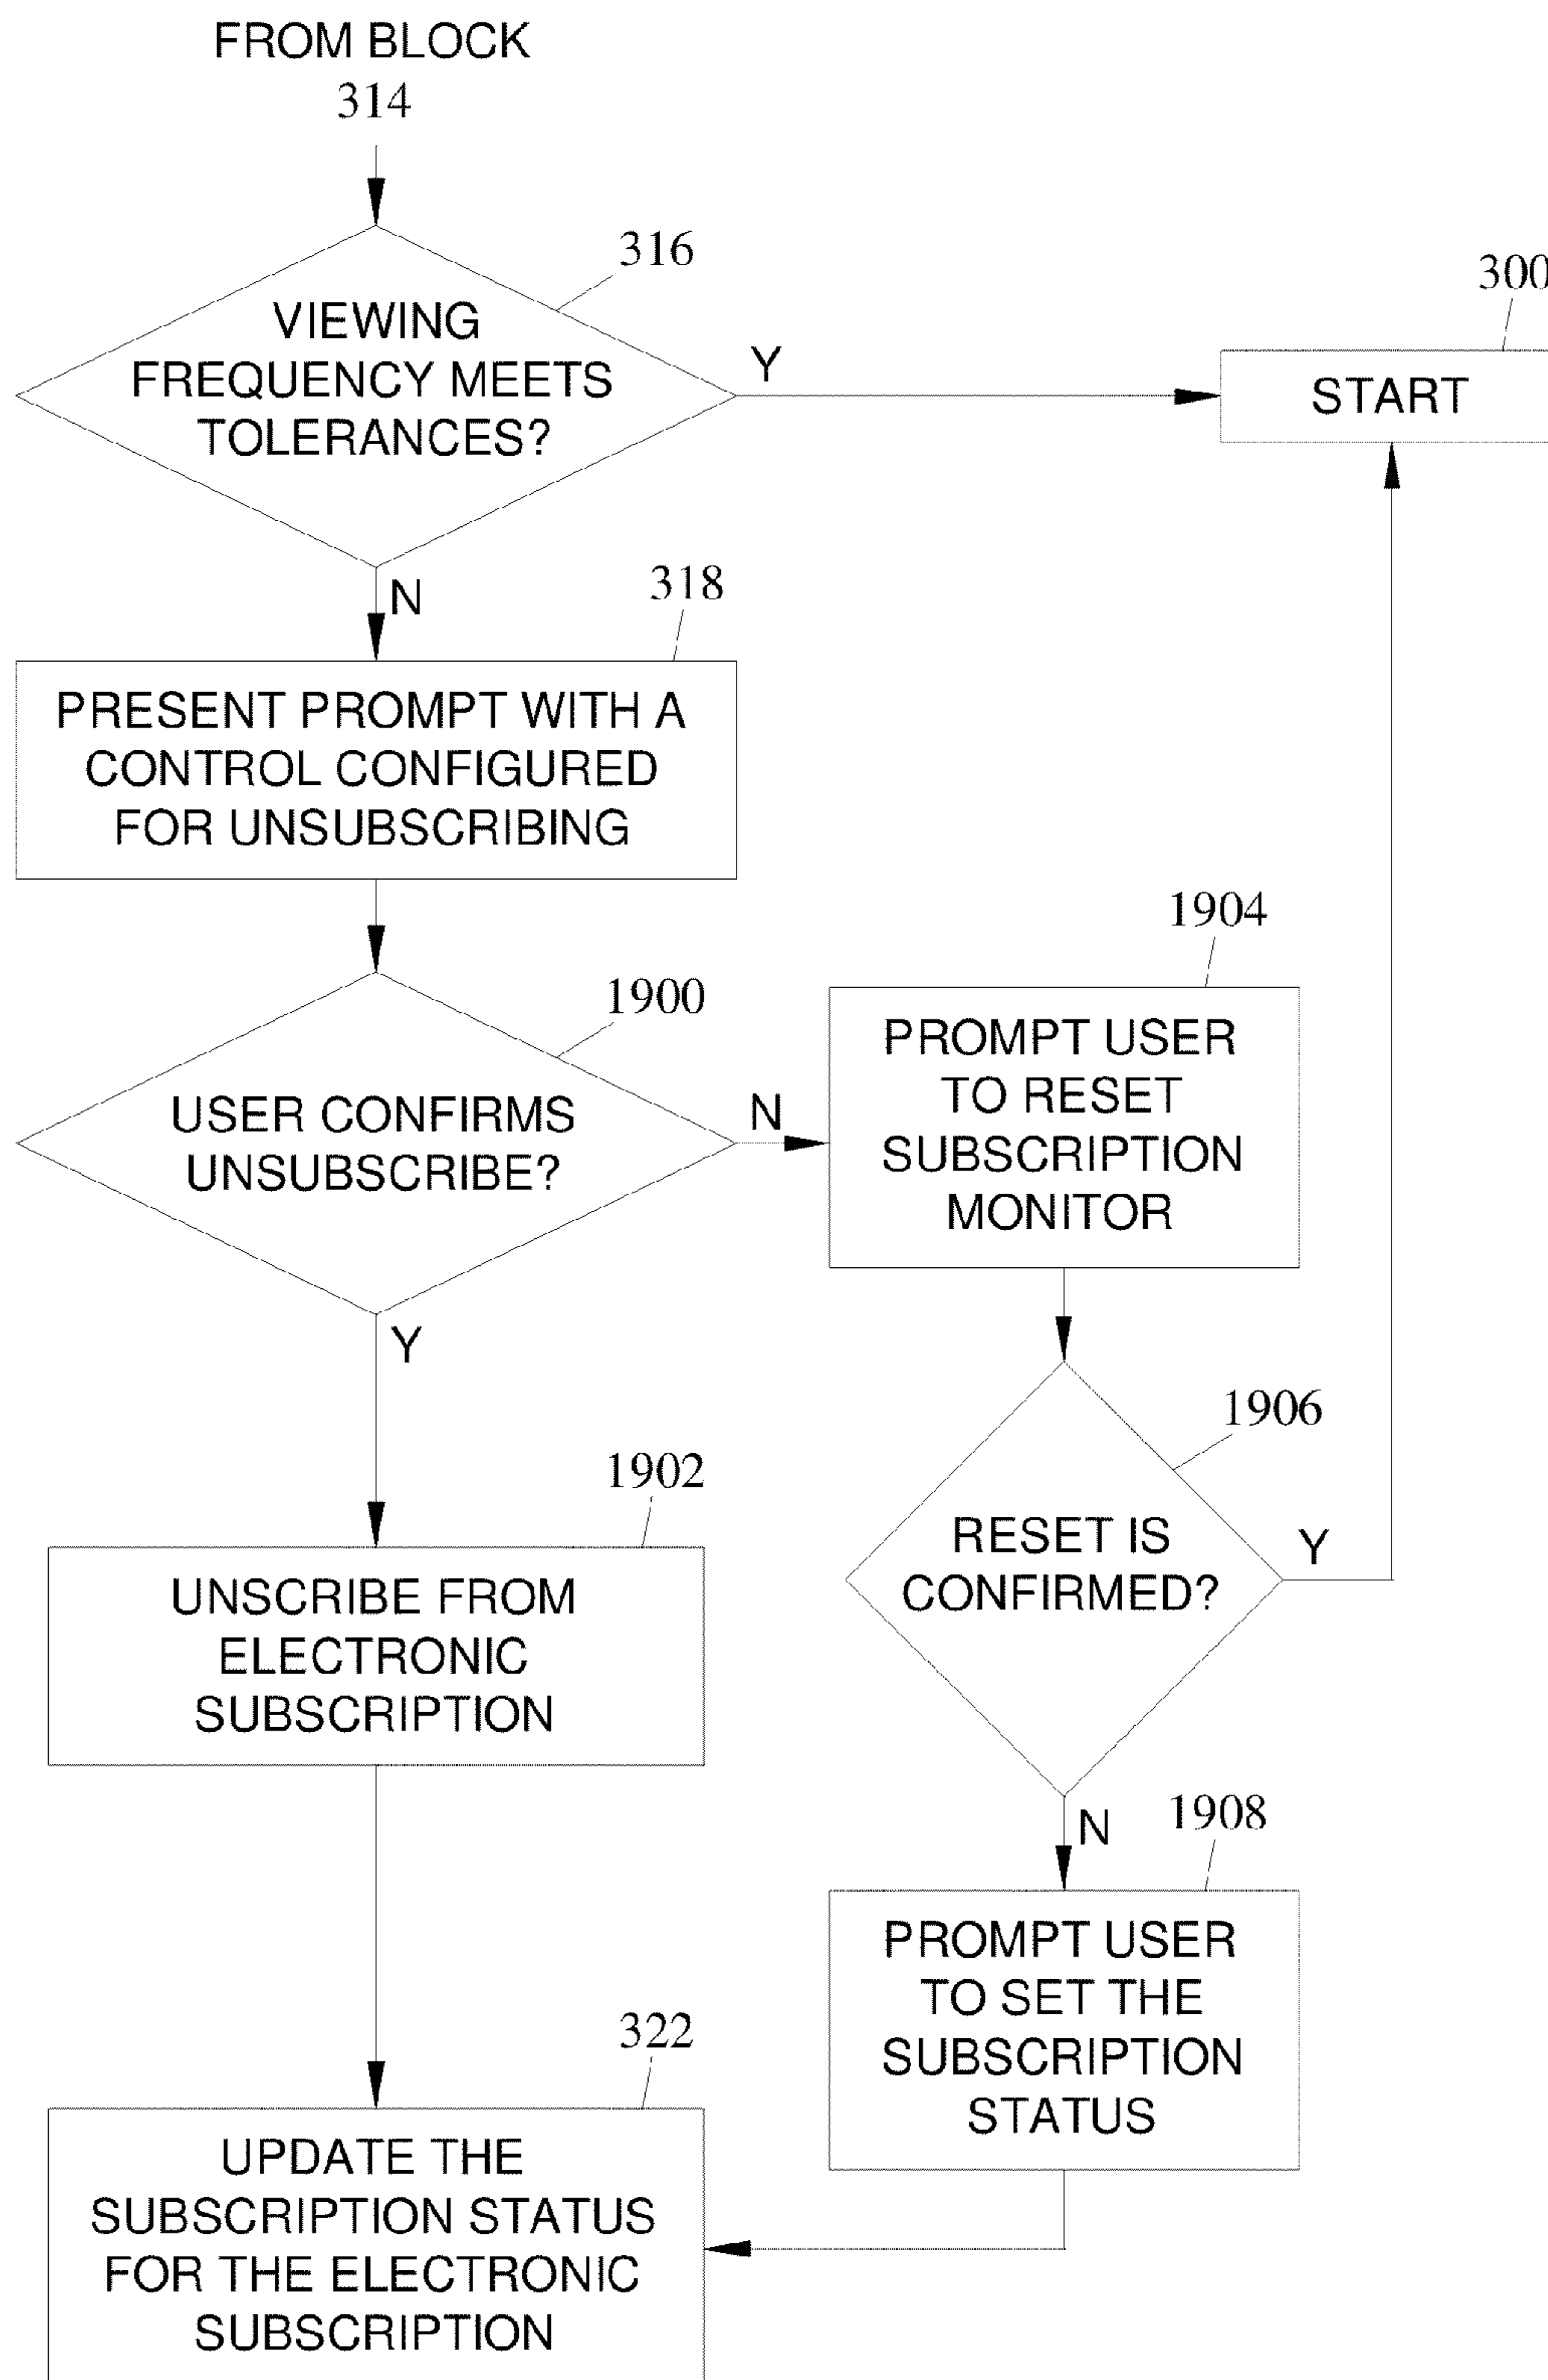 FROM BLOCK
314
316
VIEWING
FREQUENCY MEETS
TOLERANCES?
Y
300
START
N
318
PRESENT PROMPT WITH A
CONTROL CONFIGURED
FOR UNSUBSCRIBING
1900
USER CONFIRMS
UNSUBSCRIBE?
N
1904
PROMPT USER
TO RESET
SUBSCRIPTION
MONITOR
Y
1906
RESET IS
CONFIRMED?
Y
1902
UNSCRIBE FROM
ELECTRONIC
SUBSCRIPTION
N
1908
PROMPT USER
TO SET THE
SUBSCRIPTION
STATUS
322
UPDATE THE
SUBSCRIPTION STATUS
FOR THE ELECTRONIC
SUBSCRIPTION